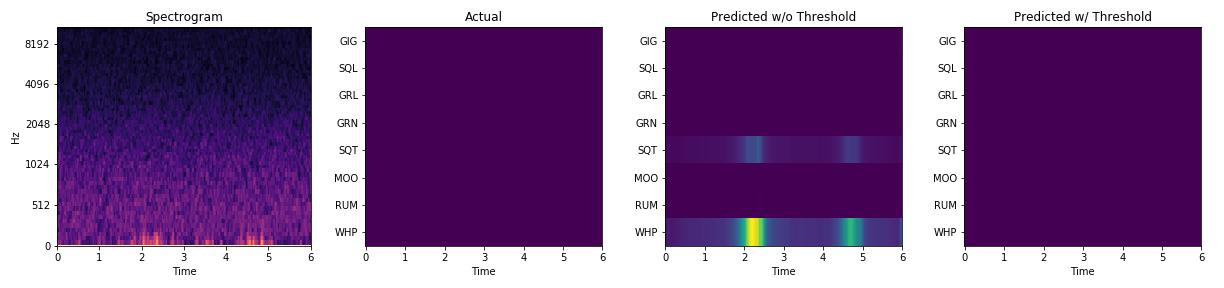 Spectrogram
8192
4096
2048
1024
512
0
Hz
0 1 2 3 4 5 6
Time
Actual
GIG
SQL
GRL
GRN
SQT
MOO
RUM
WHP
0 1 2 3 4 5 6
Time
Predicted w/o Threshold
GIG
SQL
GRL
GRN
SQT
MOO
RUM
WHP
0 1 2 3 4 5 6
Time
Predicted w/ Threshold
GIG
SQL
GRL
GRN
SQT
MOO
RUM
WHP
0 1 2 3 4 5 6
Time